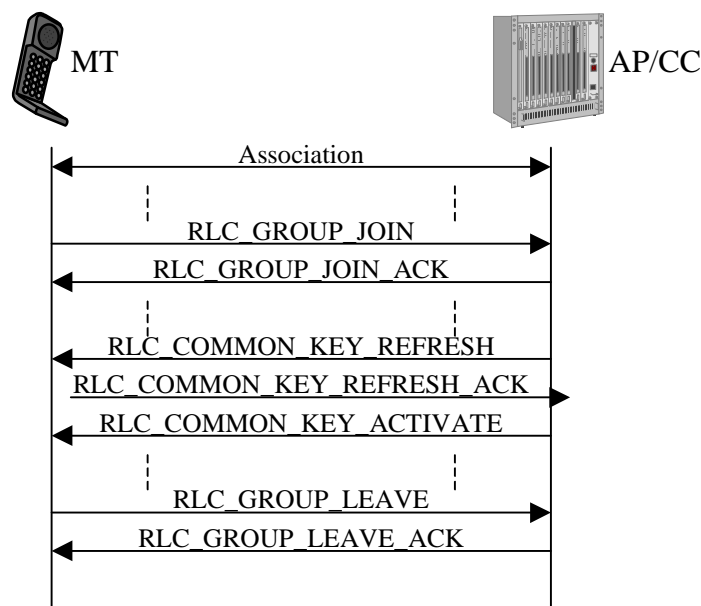 MT
AP/CC
Association
RLC_GROUP_JOIN
RLC_GROUP_JOIN_ACK
RLC_COMMON_KEY_REFRESH
RLC_COMMON_KEY_REFRESH_ACK
RLC_COMMON_KEY_ACTIVATE
RLC_GROUP_LEAVE
RLC_GROUP_LEAVE_ACK